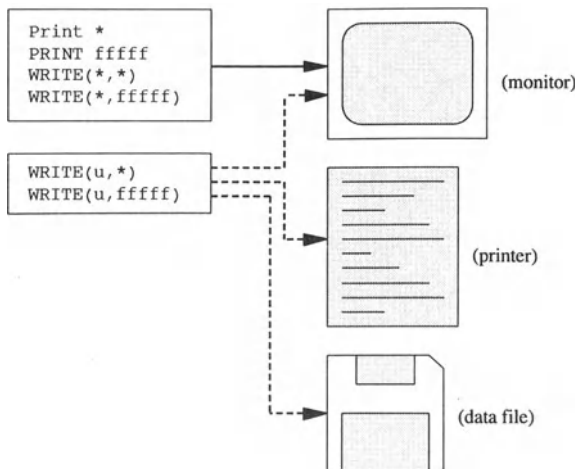 Print *
PRINT fffff
WRITE(*,*)
WRITE(*,fffff)
(monitor)
WRITE(u,*)
WRITE(u,fffff)
(printer)
(data file)